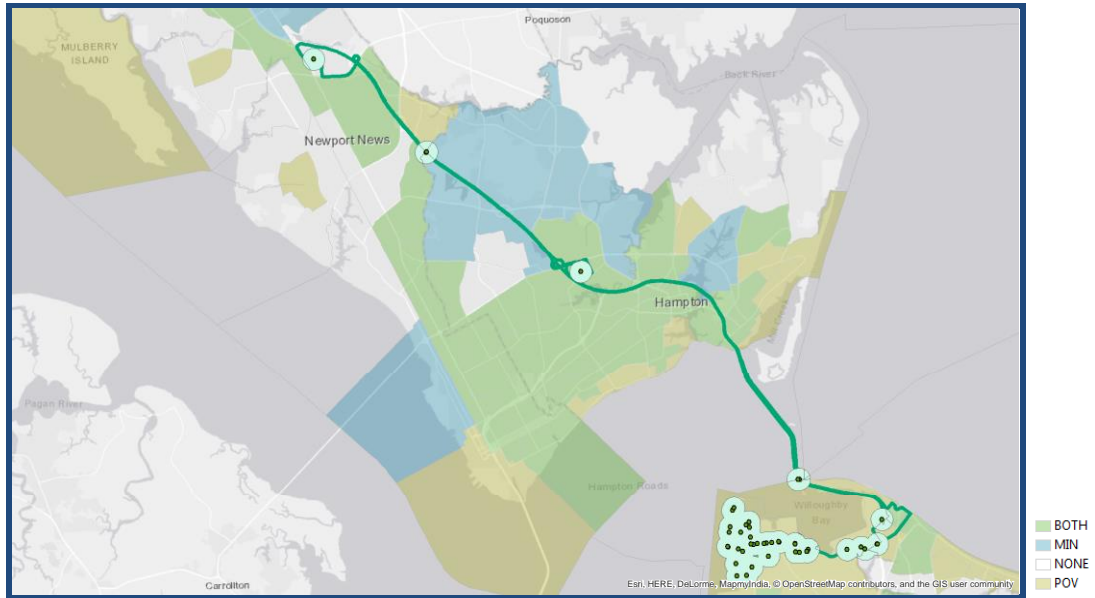 Poquoson
MULBERRY
ISLAND
Back River
Newport News
Hampton
Pagan River
Hampton Roads
Willoughby
Bay
Carrollton
Esri, HERE, DeLorme, MapmyIndia, © OpenStreetMap contributors, and the GIS user community
BOTH
MIN
NONE
POV